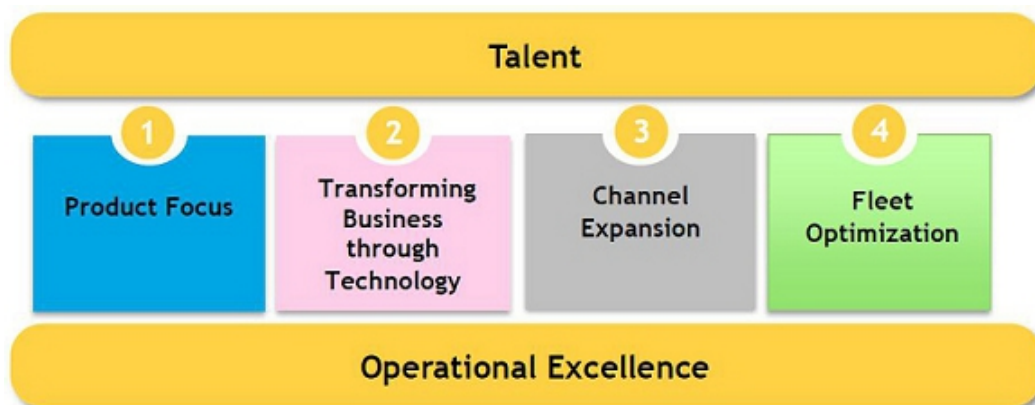 Talent
1
2
3
4
Product Focus
Transforming
Business
through
Technology
Channel
Expansion
Fleet
Optimization
Operational Excellence